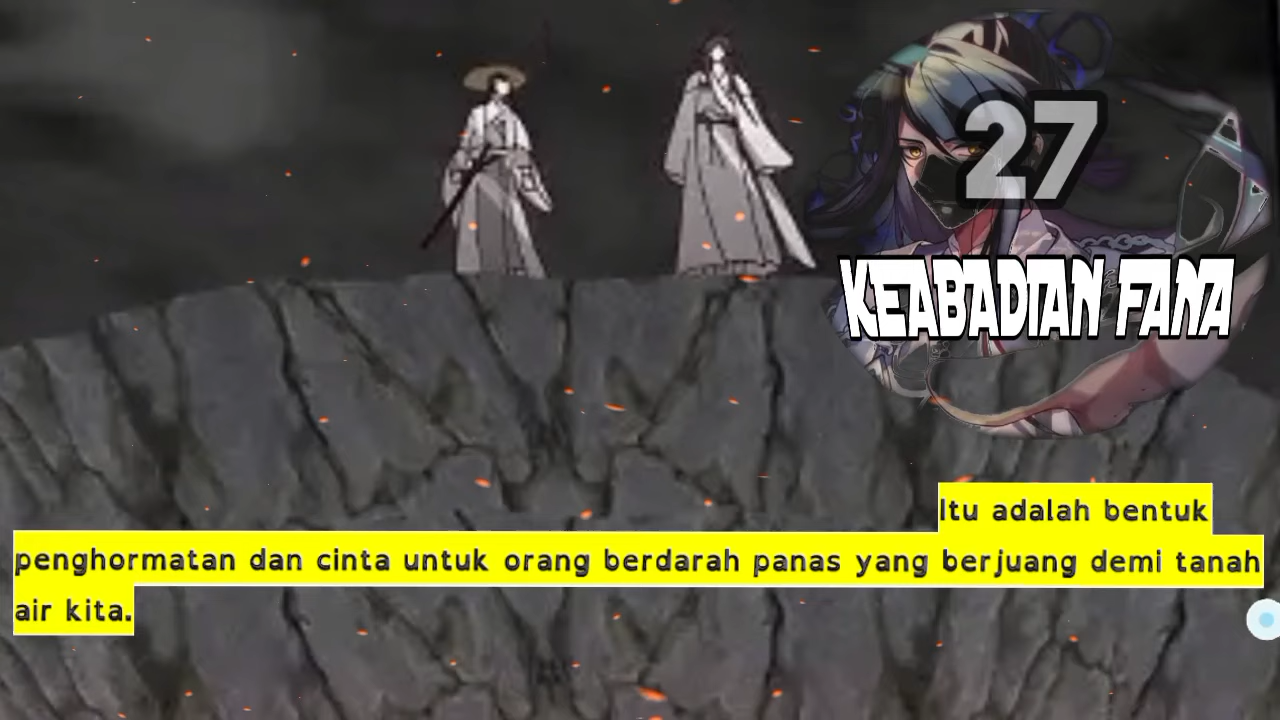 27
KEABADIAN FANA
Itu adalah bentuk
penghormatan dan cinta untuk orang berdarah panas yang berjuang demi tanah
air kita.